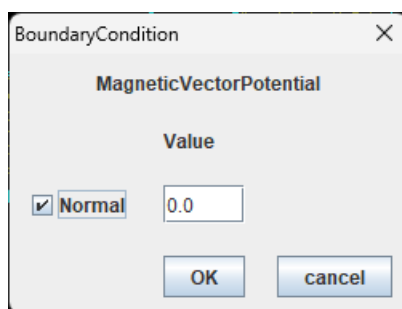 BoundaryCondition
MagneticVectorPotential
Value
Normal 0.0
OK cancel